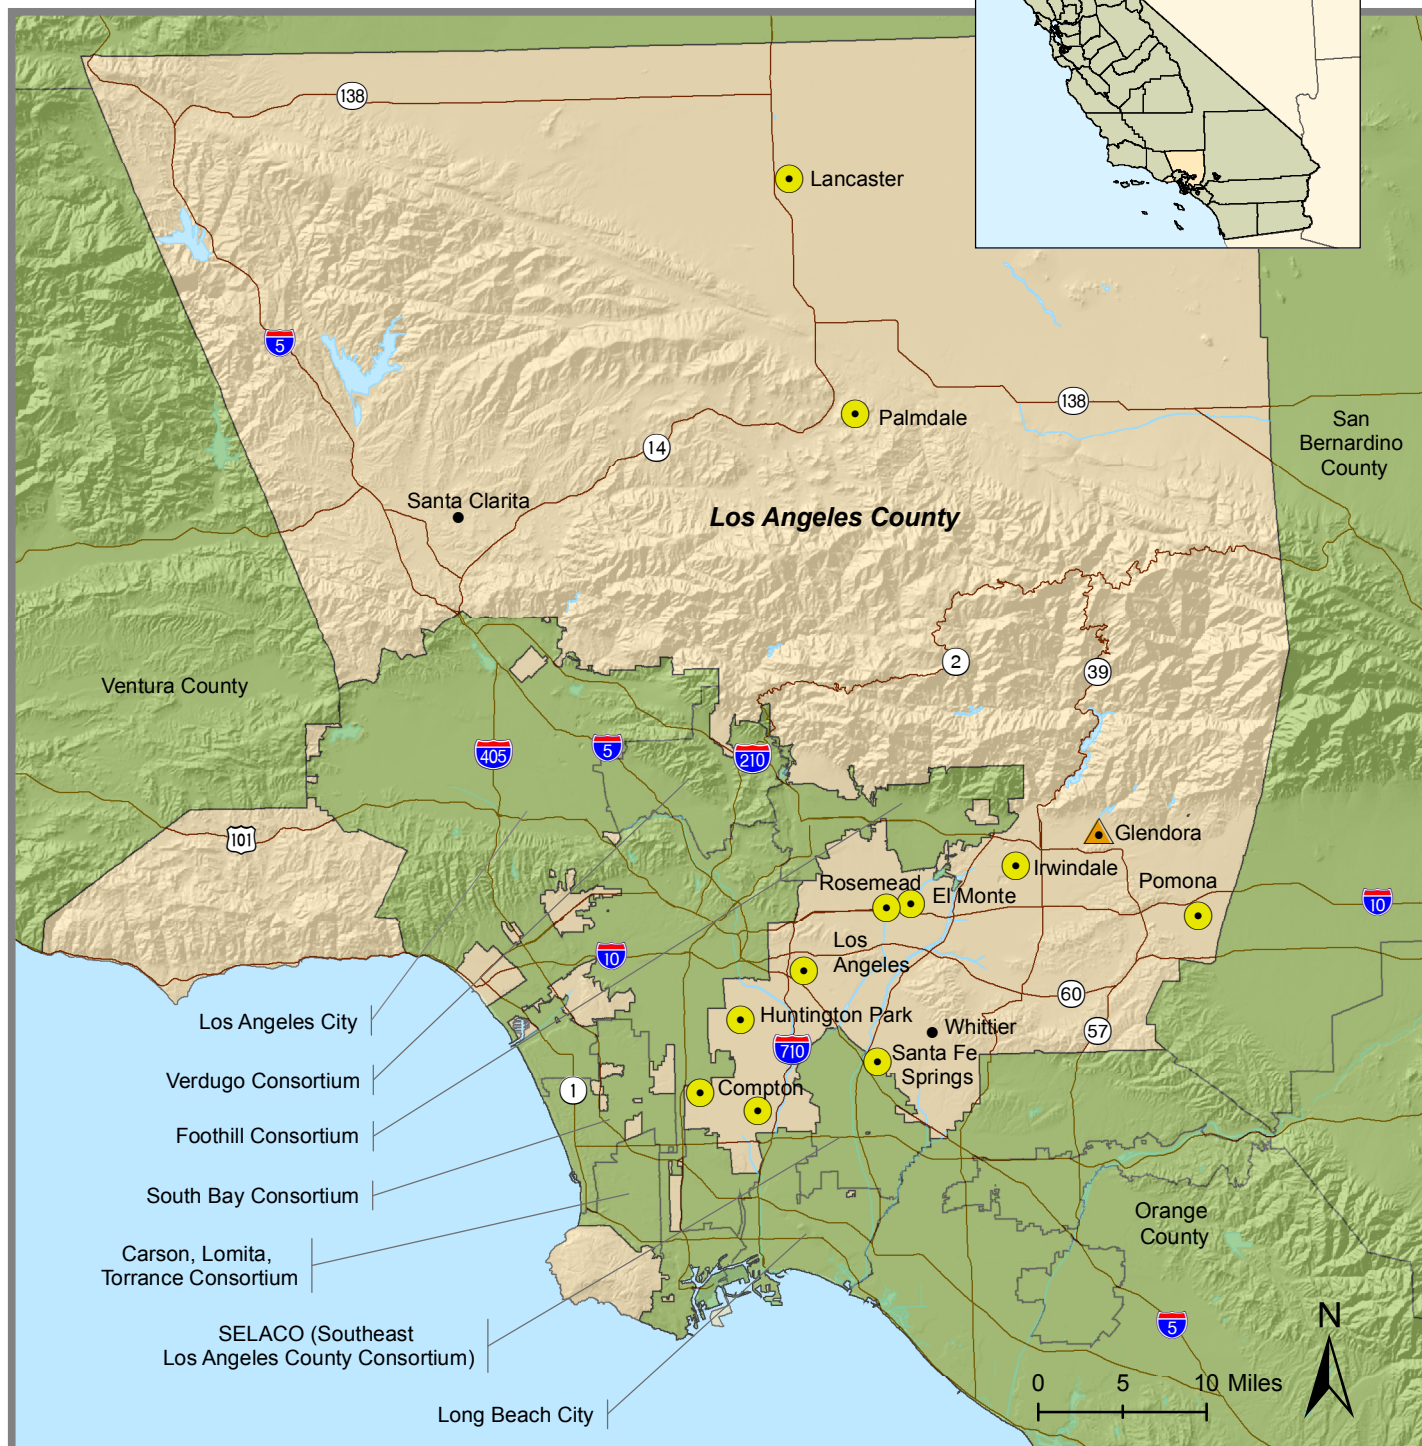 138
Lancaster
5
138
Palmdale
San
Bernardino
County
14
Santa Clarita
Los Angeles County
2
39
Ventura County
405
5
210
101
Glendora
Irwindale
Rosemead
Pomona
El Monte
10
Los
Angeles
10
60
Los Angeles City
Huntington Park
Whittier
57
710
Santa Fe
Springs
Verdugo Consortium
1
Compton
Foothill Consortium
South Bay Consortium
Orange
County
Carson, Lomita,
Torrance Consortium
SELACO (Southeast
Los Angeles County Consortium)
5
N
0 5 10 Miles
Long Beach City